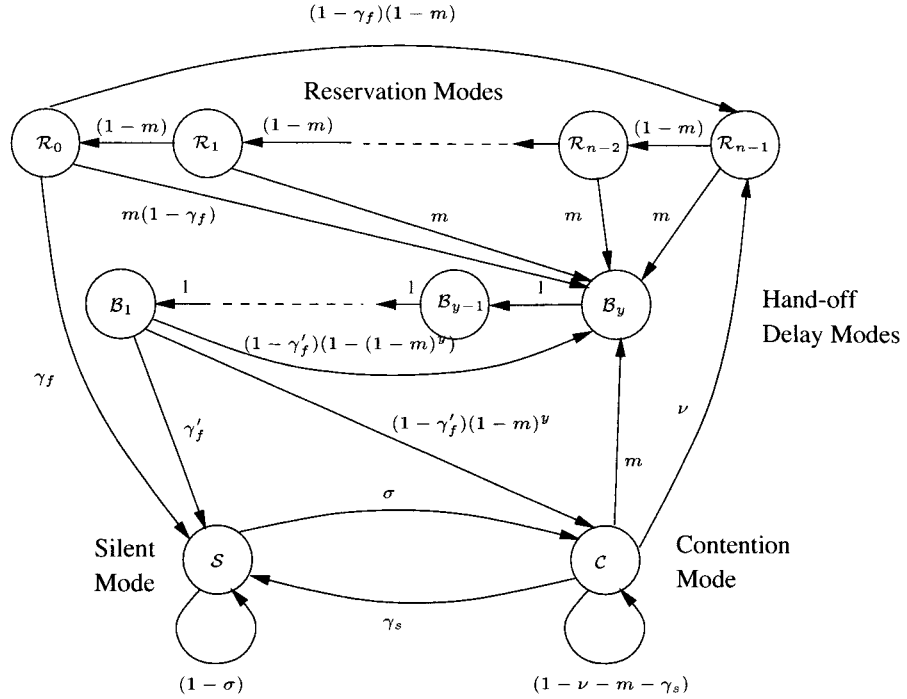 (1 − γ_f)(1 − m)
Reservation Modes
R_0
(1 − m)
R_1
(1 − m)
R_{n−2}
(1 − m)
R_{n−1}
m(1 − γ_f)
m
m
m
B_1
1
1
B_{y−1}
1
B_y
Hand-off
Delay Modes
(1 − γ′_f)(1 − (1 − m)^y)
γ_f
γ′_f
(1 − γ′_f)(1 − m)^y
ν
m
σ
Silent
Mode
S
C
Contention
Mode
γ_s
(1 − σ)
(1 − ν − m − γ_s)